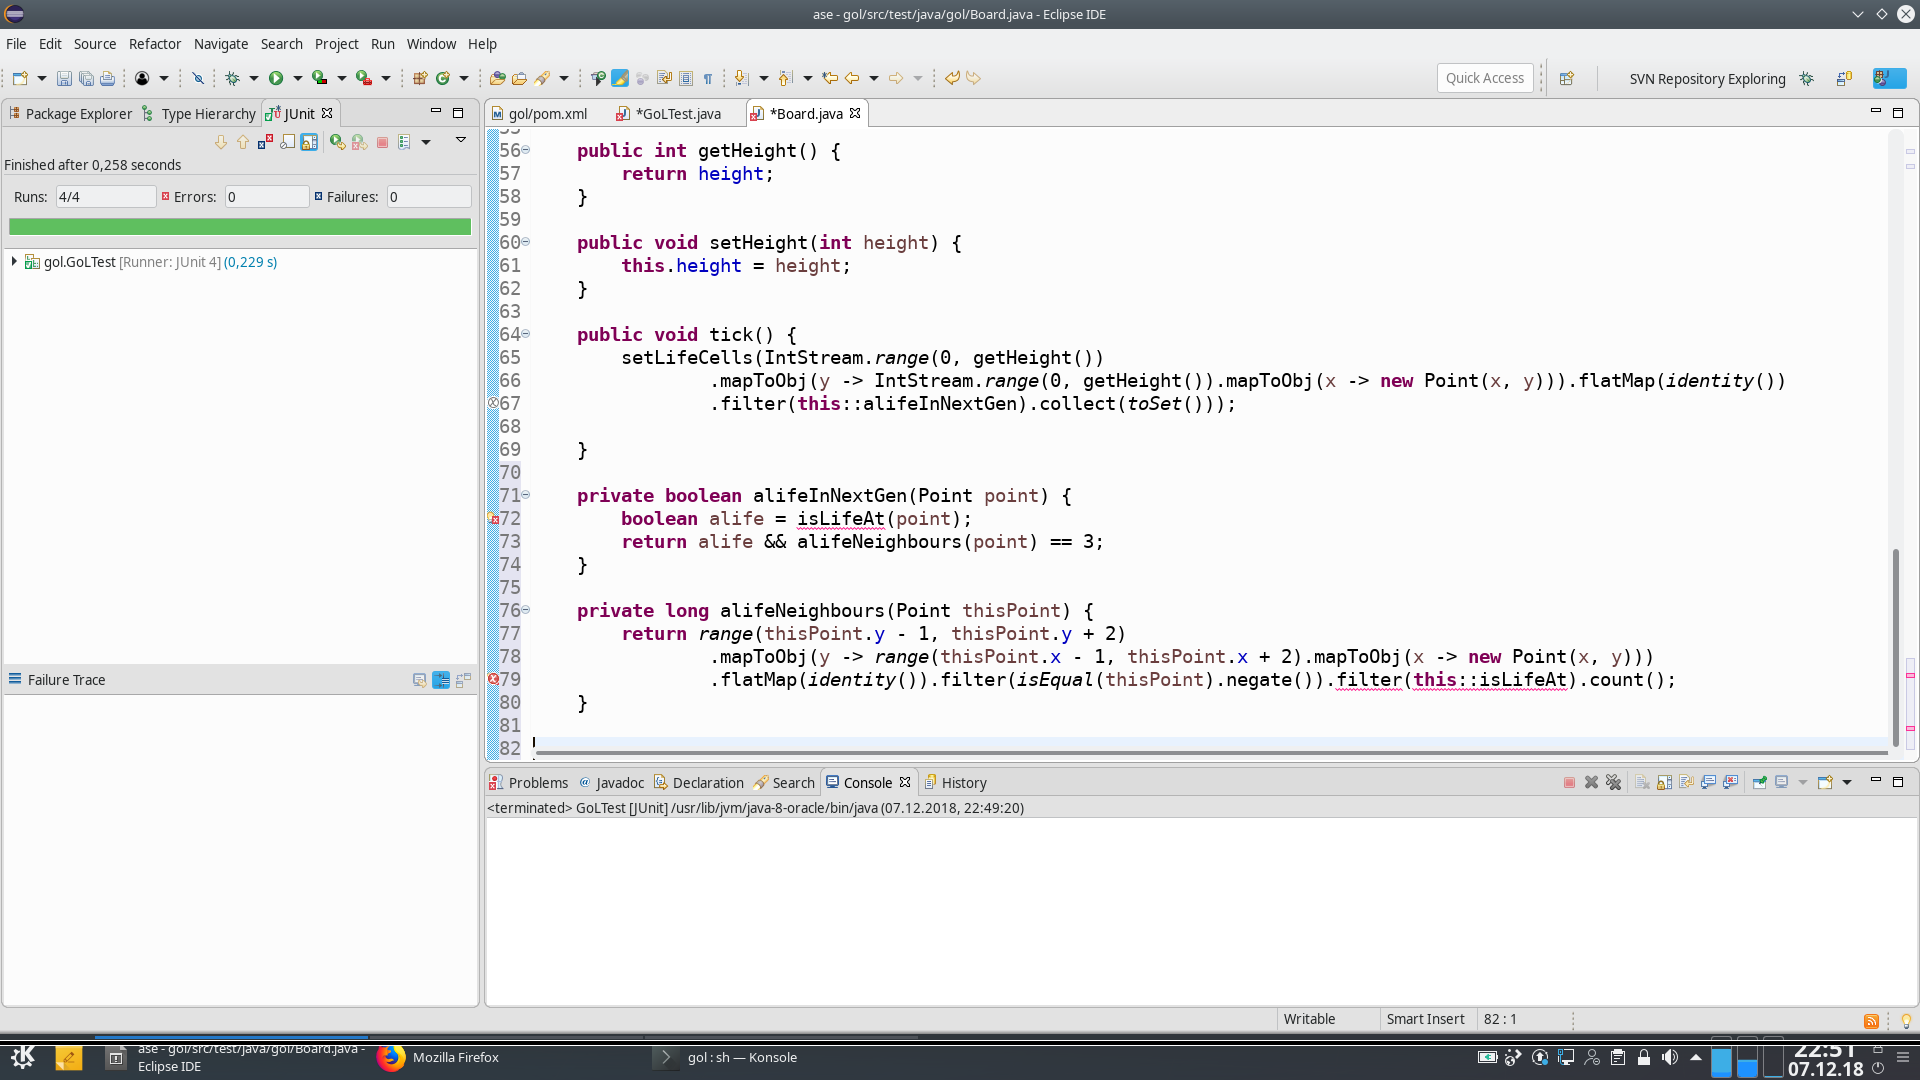 ase - gol/src/test/java/gol/Board.java - Eclipse IDE
File Edit Source Refactor Navigate Search Project Run Window Help
Quick Access
SVN Repository Exploring
Package Explorer Type Hierarchy JUnit
gol/pom.xml *GoLTest.java *Board.java
Finished after 0,258 seconds
Runs: 4/4 Errors: 0 Failures: 0
gol.GoLTest [Runner: JUnit 4] (0,229 s)
Failure Trace
56 public int getHeight() {
57 return height;
58 }
59
60 public void setHeight(int height) {
61 this.height = height;
62 }
63
64 public void tick() {
65 setLifeCells(IntStream.range(0, getHeight())
66 .mapToObj(y -> IntStream.range(0, getHeight()).mapToObj(x -> new Point(x, y))).flatMap(identity())
67 .filter(this::alifeInNextGen).collect(toSet()));
68
69 }
70
71 private boolean alifeInNextGen(Point point) {
72 boolean alife = isLifeAt(point);
73 return alife && alifeNeighbours(point) == 3;
74 }
75
76 private long alifeNeighbours(Point thisPoint) {
77 return range(thisPoint.y - 1, thisPoint.y + 2)
78 .mapToObj(y -> range(thisPoint.x - 1, thisPoint.x + 2).mapToObj(x -> new Point(x, y)))
79 .flatMap(identity()).filter(isEqual(thisPoint).negate()).filter(this::isLifeAt).count();
80 }
81
82
Problems Javadoc Declaration Search Console History
<terminated> GoLTest [JUnit] /usr/lib/jvm/java-8-oracle/bin/java (07.12.2018, 22:49:20)
Writable Smart Insert 82 : 1
ase - gol/src/test/java/gol/Board.java -
Eclipse IDE
Mozilla Firefox
gol : sh — Konsole
22:51
07.12.18